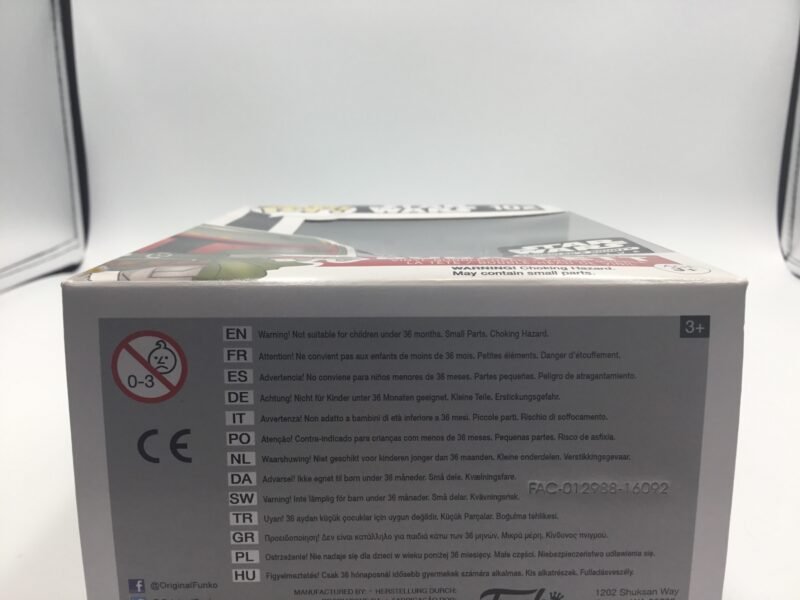 POP! STAR WARS 102
STAR WARS
WARNING! Choking Hazard. 3+
May contain small parts.
3+
EN Warning! Not suitable for children under 36 months. Small Parts. Choking Hazard.
FR Attention! Ne convient pas aux enfants de moins de 36 mois. Petites éléments. Danger d'étouffement.
ES Advertencia! No conviene para niños menores de 36 meses. Partes pequeñas. Peligro de atragantamiento.
0-3
DE Achtung! Nicht für Kinder unter 36 Monaten geeignet. Kleine Teile. Erstickungsgefahr.
IT Avvertenza! Non adatto a bambini di età inferiore a 36 mesi. Piccole parti. Rischio di soffocamento.
CE
PO Atenção! Contra-indicado para crianças com menos de 36 meses. Pequenas partes. Risco de asfixia.
NL Waarshuwing! Niet geschikt voor kinderen jonger dan 36 maanden. Kleine onderdelen. Verstikkingsgevaar.
DA Advarsel! Ikke egnet til børn under 36 måneder. Små dele. Kvælningsfare.
FAC-012988-16092
SW Varning! Inte lämplig för barn under 36 månader. Små delar. Kvävningsrisk.
TR Uyarı! 36 aydan küçük çocuklar için uygun değildir. Küçük Parçalar. Boğulma tehlikesi.
GR Προειδοποίηση! Δεν είναι κατάλληλο για παιδιά κάτω των 36 μηνών. Μικρά μέρη. Κίνδυνος πνιγμού.
PL Ostrzeżenie! Nie nadaje się dla dzieci w wieku poniżej 36 miesięcy. Małe części. Niebezpieczeństwo udławienia się.
HU Figyelmeztetés! Csak 36 hónaposnál idősebb gyermekek számára alkalmas. Kis alkatrészek. Fulladásveszély.
@OriginalFunko
MANUFACTURED BY: • HERSTELLUNG DURCH:
1202 Shuksan Way